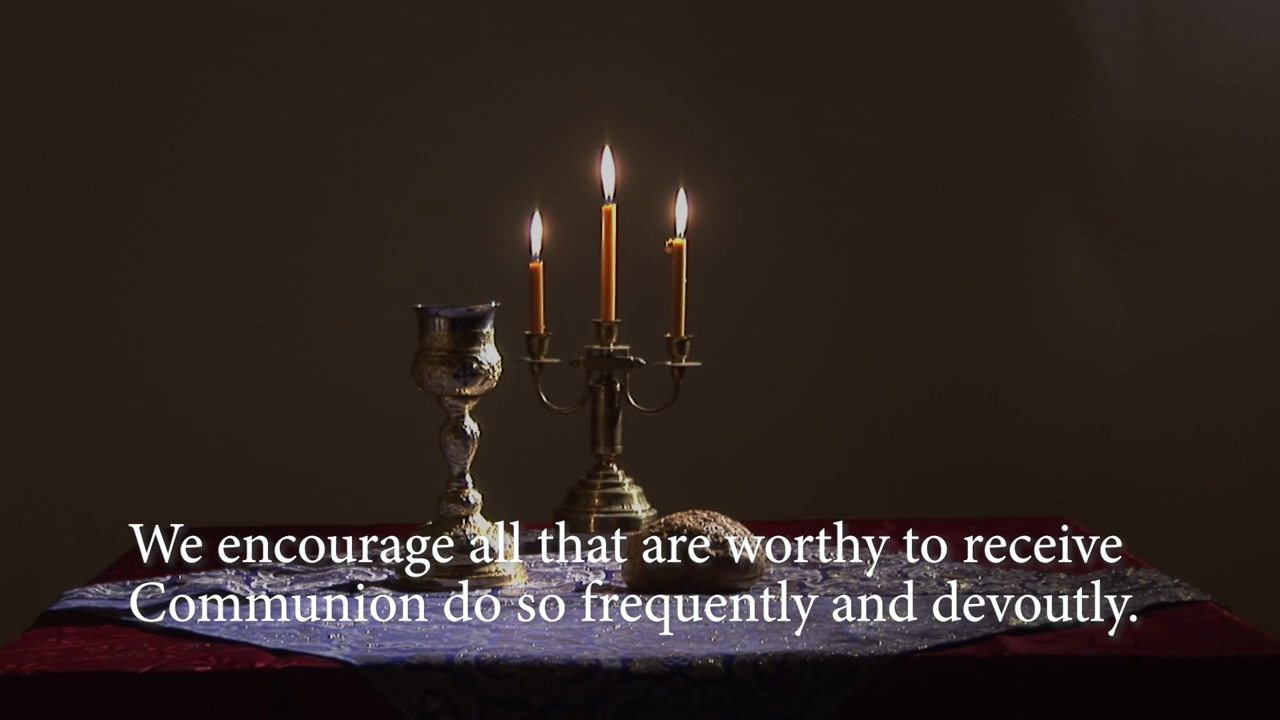 We encourage all that are worthy to receive
Communion do so frequently and devoutly.